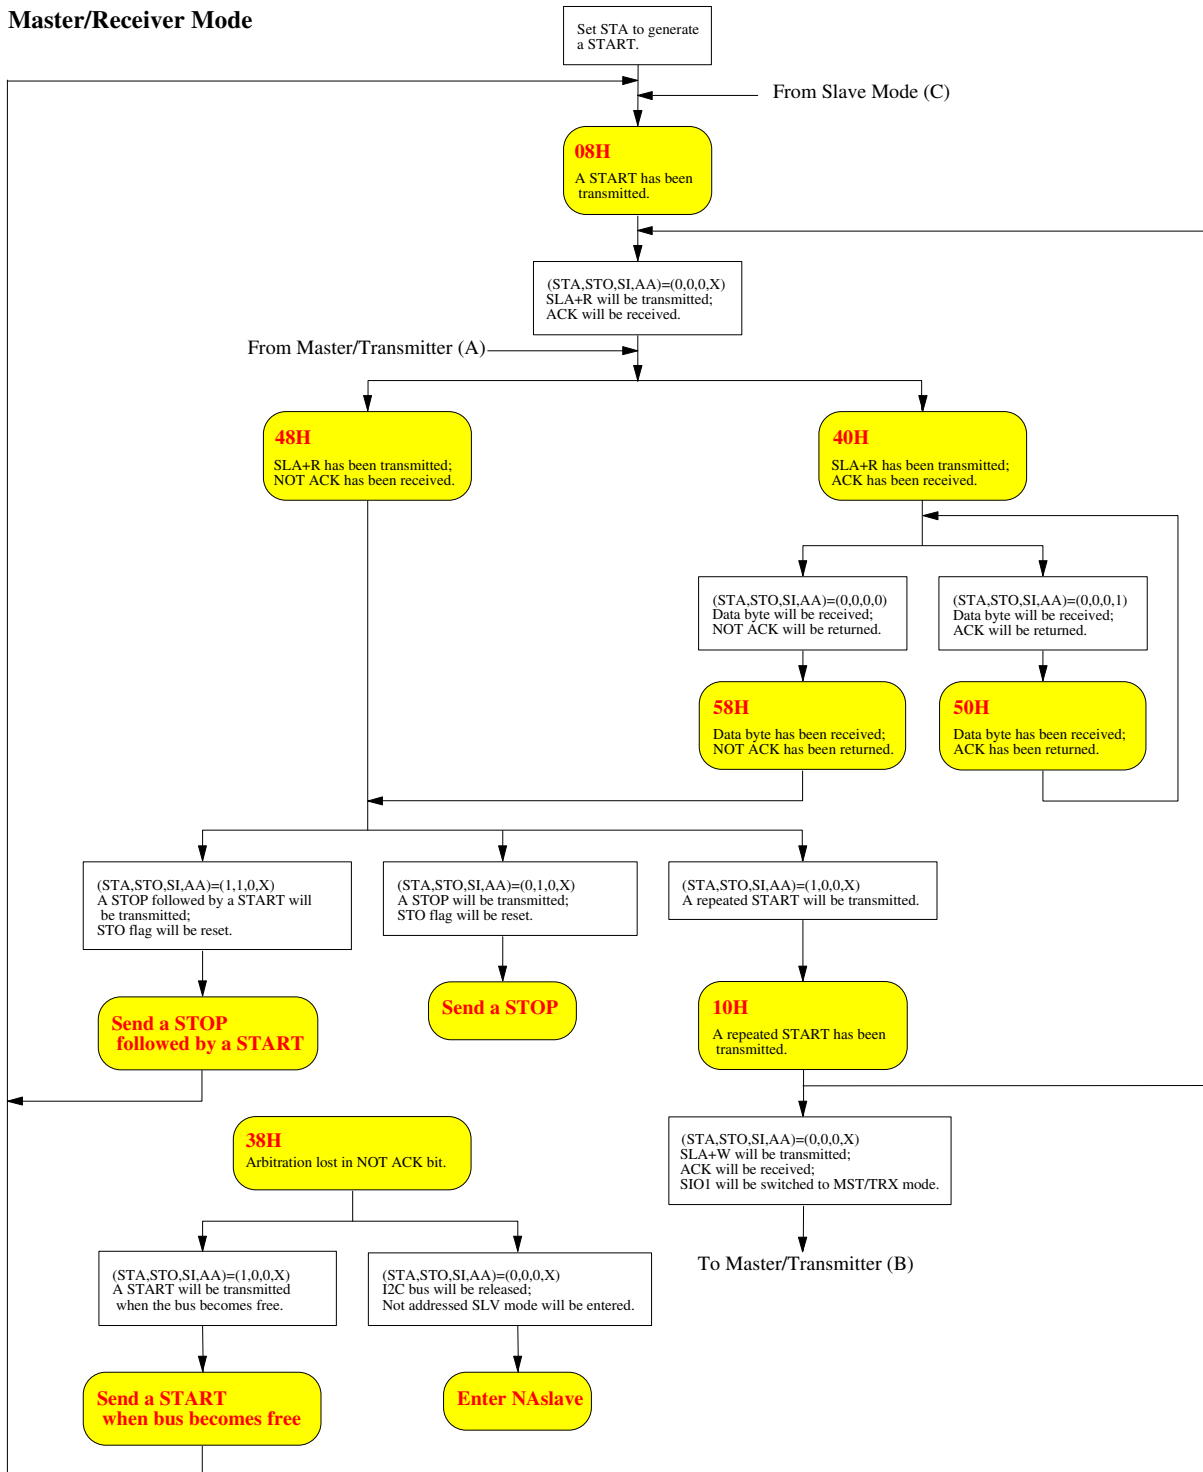 Master/Receiver Mode
Set STA to generate
a START.
From Slave Mode (C)
08H
A START has been
transmitted.
(STA,STO,SI,AA)=(0,0,0,X)
SLA+R will be transmitted;
ACK will be received.
From Master/Transmitter (A)
48H
SLA+R has been transmitted;
NOT ACK has been received.
40H
SLA+R has been transmitted;
ACK has been received.
(STA,STO,SI,AA)=(0,0,0,0)
Data byte will be received;
NOT ACK will be returned.
(STA,STO,SI,AA)=(0,0,0,1)
Data byte will be received;
ACK will be returned.
58H
Data byte has been received;
NOT ACK has been returned.
50H
Data byte has been received;
ACK has been returned.
(STA,STO,SI,AA)=(1,1,0,X)
A STOP followed by a START will
be transmitted;
STO flag will be reset.
(STA,STO,SI,AA)=(0,1,0,X)
A STOP will be transmitted;
STO flag will be reset.
(STA,STO,SI,AA)=(1,0,0,X)
A repeated START will be transmitted.
Send a STOP
followed by a START
Send a STOP
10H
A repeated START has been
transmitted.
38H
Arbitration lost in NOT ACK bit.
(STA,STO,SI,AA)=(0,0,0,X)
SLA+W will be transmitted;
ACK will be received;
SIO1 will be switched to MST/TRX mode.
To Master/Transmitter (B)
(STA,STO,SI,AA)=(1,0,0,X)
A START will be transmitted
when the bus becomes free.
(STA,STO,SI,AA)=(0,0,0,X)
I2C bus will be released;
Not addressed SLV mode will be entered.
Send a START
when bus becomes free
Enter NAslave